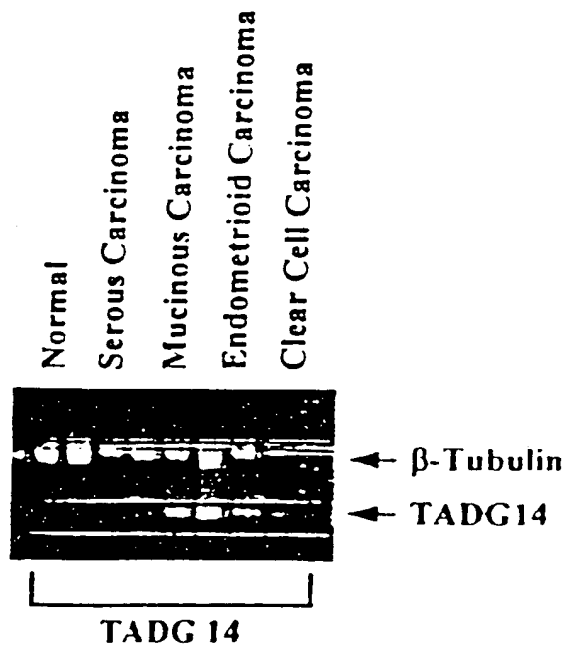 Normal
Serous Carcinoma
Mucinous Carcinoma
Endometrioid Carcinoma
Clear Cell Carcinoma
β-Tubulin
TADG14
TADG 14